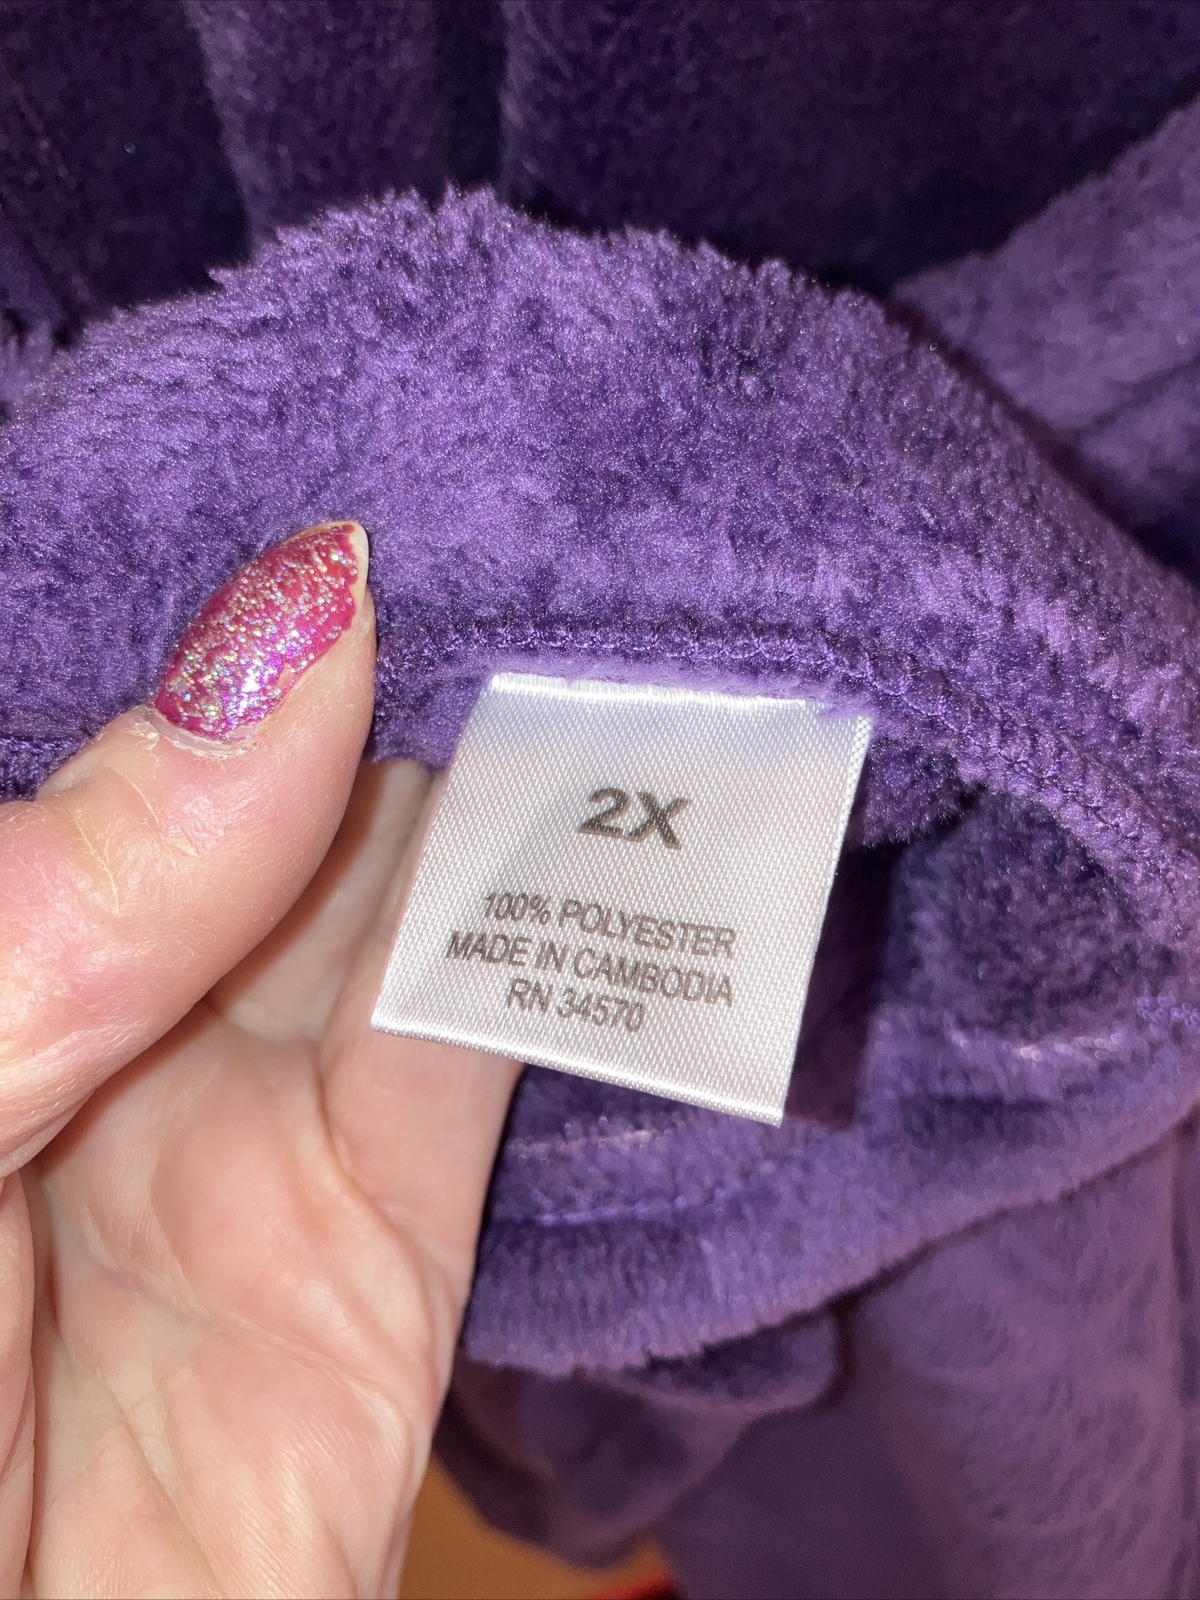 2X
100% POLYESTER
MADE IN CAMBODIA
RN 34570